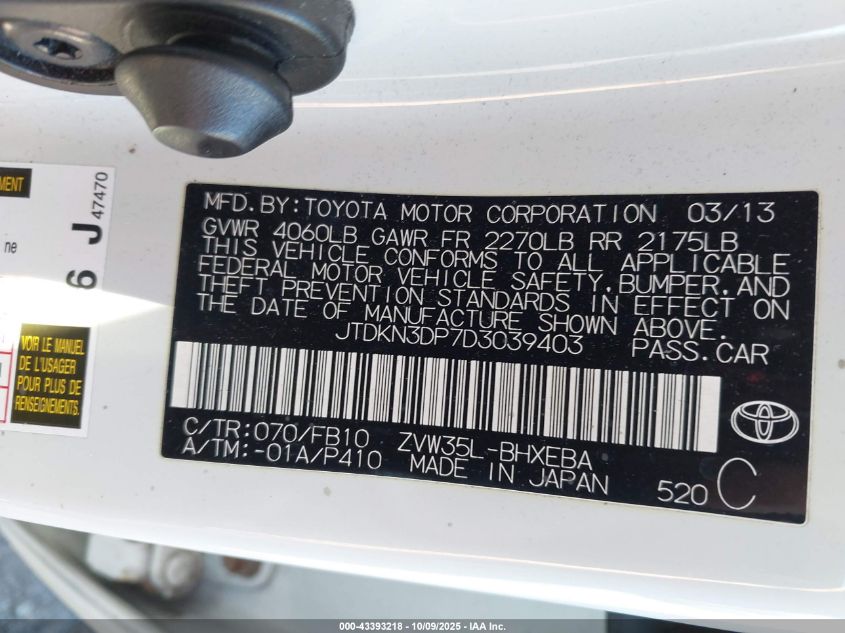 MENT
ne
6 J 47470
VOIR LE MANUEL
DE L'USAGER
POUR PLUS DE
RENSEIGNEMENTS.
MFD.BY:TOYOTA MOTOR CORPORATION 03/13
GVWR 4060LB GAWR FR 2270LB RR 2175LB
THIS VEHICLE CONFORMS TO ALL APPLICABLE
FEDERAL MOTOR VEHICLE SAFETY,BUMPER,AND
THEFT PREVENTION STANDARDS IN EFFECT ON
THE DATE OF MANUFACTURE SHOWN ABOVE.
JTDKN3DP7D3039403 PASS.CAR
C/TR:070/FB10 ZVW35L-BHXEBA
A/TM:-01A/P410 MADE IN JAPAN
520 C
000-43393218 - 10/09/2025 - IAA Inc.